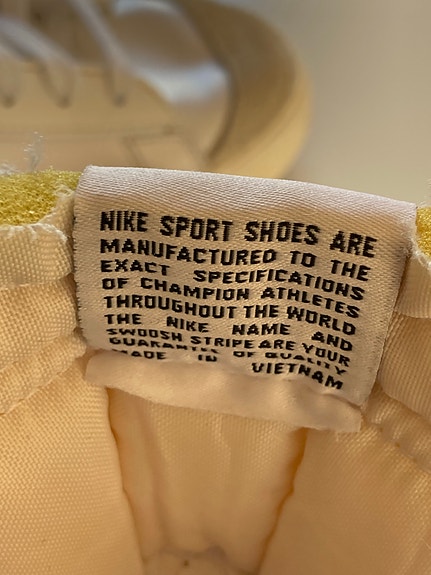 NIKE SPORT SHOES ARE
MANUFACTURED TO THE
EXACT SPECIFICATIONS
OF CHAMPION ATHLETES
THROUGHOUT THE WORLD
THE NIKE NAME AND
SWOOSH STRIPE ARE YOUR
GUARANTEE OF QUALITY
MADE IN VIETNAM